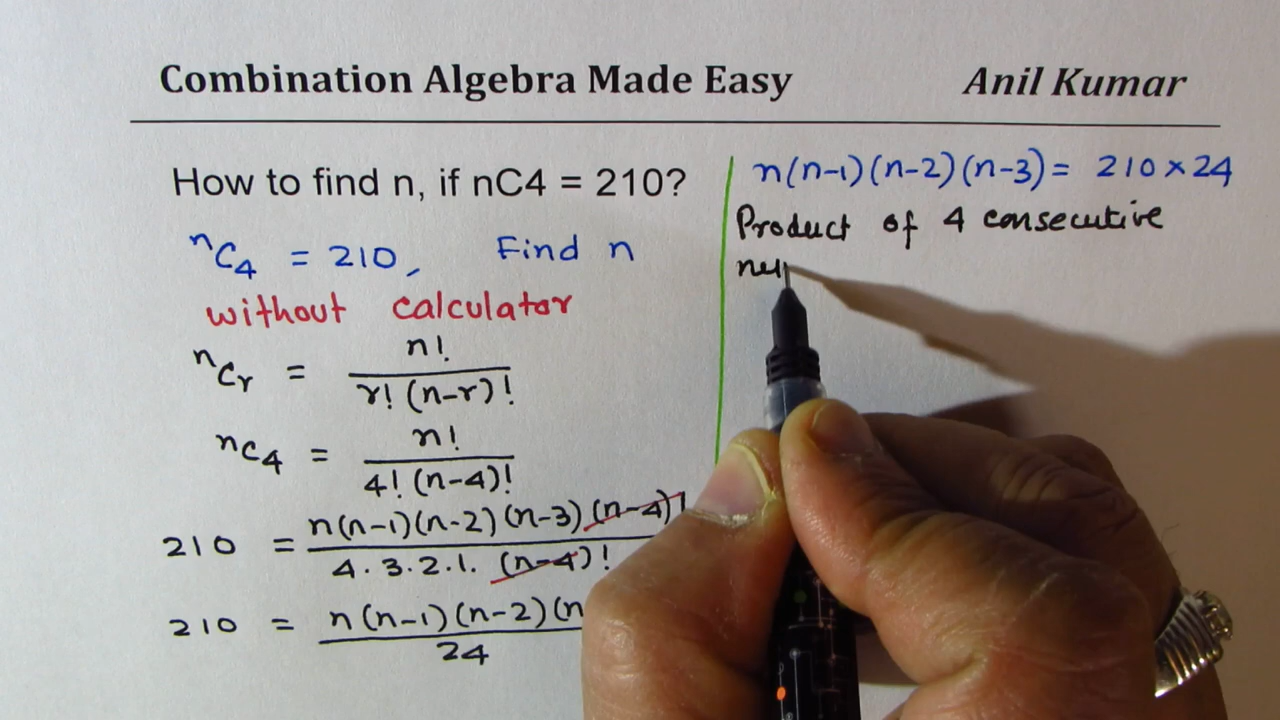 Combination Algebra Made Easy Anil Kumar
How to find n, if nC4 = 210?
ⁿC₄ = 210, Find n
without calculator
ⁿCᵣ = n! / r! (n-r)!
ⁿC₄ = n! / 4! (n-4)!
210 = n(n-1)(n-2)(n-3)(n-4)! / 4·3·2·1·(n-4)!
210 = n(n-1)(n-2)(n / 24
n(n-1)(n-2)(n-3) = 210 × 24
Product of 4 consecutive